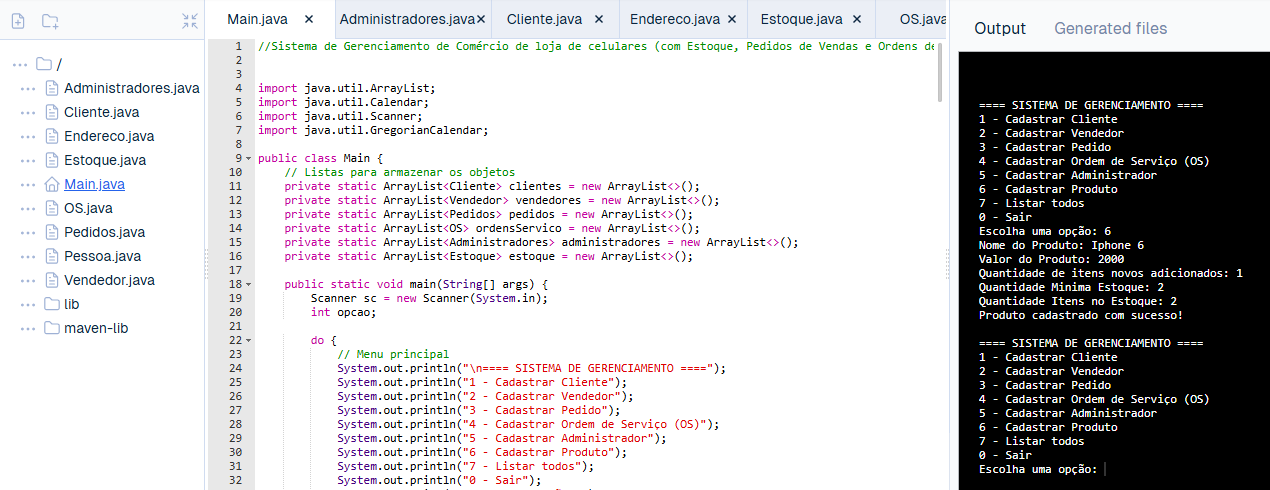 /
Administradores.java
Cliente.java
Endereco.java
Estoque.java
Main.java
OS.java
Pedidos.java
Pessoa.java
Vendedor.java
lib
maven-lib
Main.java × Administradores.java× Cliente.java × Endereco.java × Estoque.java × OS.java
1 //Sistema de Gerenciamento de Comércio de loja de celulares (com Estoque, Pedidos de Vendas e Ordens de
2
3
4 import java.util.ArrayList;
5 import java.util.Calendar;
6 import java.util.Scanner;
7 import java.util.GregorianCalendar;
8
9 public class Main {
10 // Listas para armazenar os objetos
11 private static ArrayList<Cliente> clientes = new ArrayList<>();
12 private static ArrayList<Vendedor> vendedores = new ArrayList<>();
13 private static ArrayList<Pedidos> pedidos = new ArrayList<>();
14 private static ArrayList<OS> ordensServico = new ArrayList<>();
15 private static ArrayList<Administradores> administradores = new ArrayList<>();
16 private static ArrayList<Estoque> estoque = new ArrayList<>();
17
18 public static void main(String[] args) {
19 Scanner sc = new Scanner(System.in);
20 int opcao;
21
22 do {
23 // Menu principal
24 System.out.println("\n==== SISTEMA DE GERENCIAMENTO ====");
25 System.out.println("1 - Cadastrar Cliente");
26 System.out.println("2 - Cadastrar Vendedor");
27 System.out.println("3 - Cadastrar Pedido");
28 System.out.println("4 - Cadastrar Ordem de Serviço (OS)");
29 System.out.println("5 - Cadastrar Administrador");
30 System.out.println("6 - Cadastrar Produto");
31 System.out.println("7 - Listar todos");
32 System.out.println("0 - Sair");
Output Generated files
==== SISTEMA DE GERENCIAMENTO ====
1 - Cadastrar Cliente
2 - Cadastrar Vendedor
3 - Cadastrar Pedido
4 - Cadastrar Ordem de Serviço (OS)
5 - Cadastrar Administrador
6 - Cadastrar Produto
7 - Listar todos
0 - Sair
Escolha uma opção: 6
Nome do Produto: Iphone 6
Valor do Produto: 2000
Quantidade de itens novos adicionados: 1
Quantidade Minima Estoque: 2
Quantidade Itens no Estoque: 2
Produto cadastrado com sucesso!
==== SISTEMA DE GERENCIAMENTO ====
1 - Cadastrar Cliente
2 - Cadastrar Vendedor
3 - Cadastrar Pedido
4 - Cadastrar Ordem de Serviço (OS)
5 - Cadastrar Administrador
6 - Cadastrar Produto
7 - Listar todos
0 - Sair
Escolha uma opção: